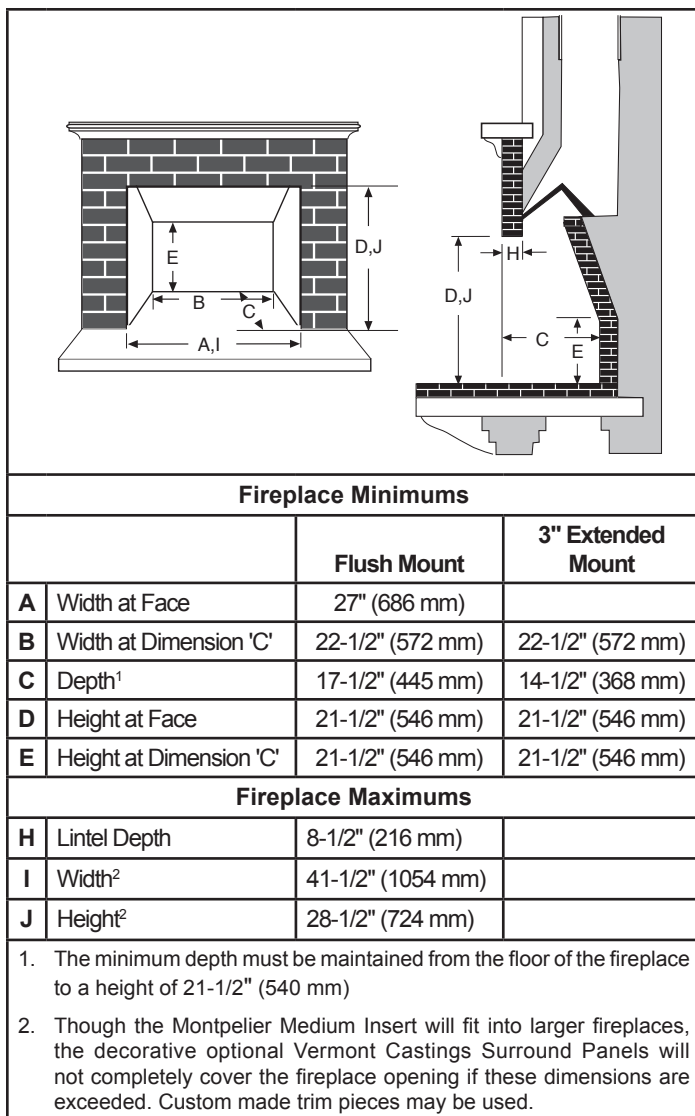 D,J
E
B
C
A,I
H
D,J
C
E
Fireplace Minimums
Flush Mount
3" Extended
Mount
A Width at Face 27" (686 mm)
B Width at Dimension 'C' 22-1/2" (572 mm) 22-1/2" (572 mm)
C Depth¹ 17-1/2" (445 mm) 14-1/2" (368 mm)
D Height at Face 21-1/2" (546 mm) 21-1/2" (546 mm)
E Height at Dimension 'C' 21-1/2" (546 mm) 21-1/2" (546 mm)
Fireplace Maximums
H Lintel Depth 8-1/2" (216 mm)
I Width² 41-1/2" (1054 mm)
J Height² 28-1/2" (724 mm)
1. The minimum depth must be maintained from the floor of the fireplace
to a height of 21-1/2" (540 mm)
2. Though the Montpelier Medium Insert will fit into larger fireplaces,
the decorative optional Vermont Castings Surround Panels will
not completely cover the fireplace opening if these dimensions are
exceeded. Custom made trim pieces may be used.